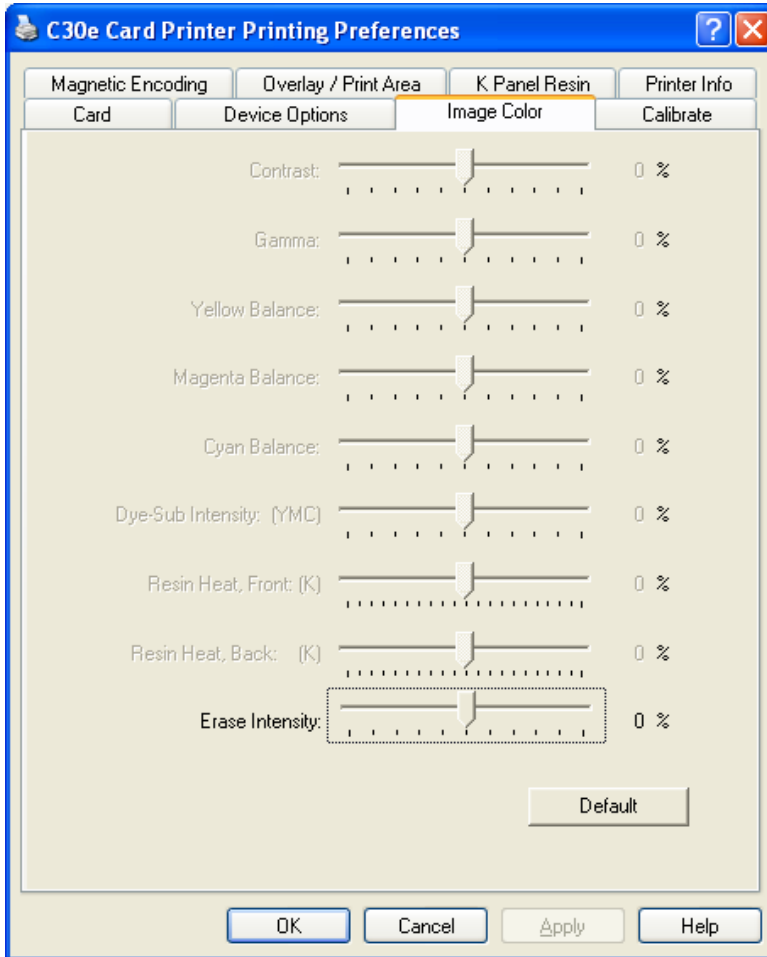 C30e Card Printer Printing Preferences
Magnetic Encoding Overlay / Print Area K Panel Resin Printer Info
Card Device Options Image Color Calibrate
Contrast: 0 %
Gamma: 0 %
Yellow Balance: 0 %
Magenta Balance: 0 %
Cyan Balance: 0 %
Dye-Sub Intensity: (YMC) 0 %
Resin Heat, Front: (K) 0 %
Resin Heat, Back: (K) 0 %
Erase Intensity: 0 %
Default
OK Cancel Apply Help